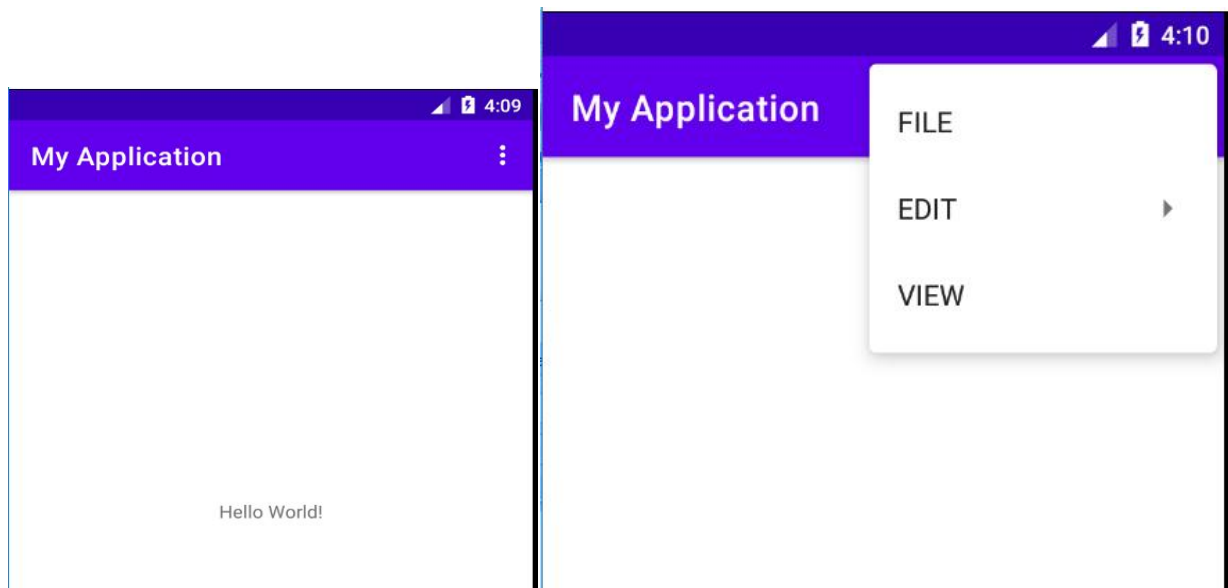 4:09
My Application
Hello World!
4:10
My Application
FILE
EDIT
VIEW